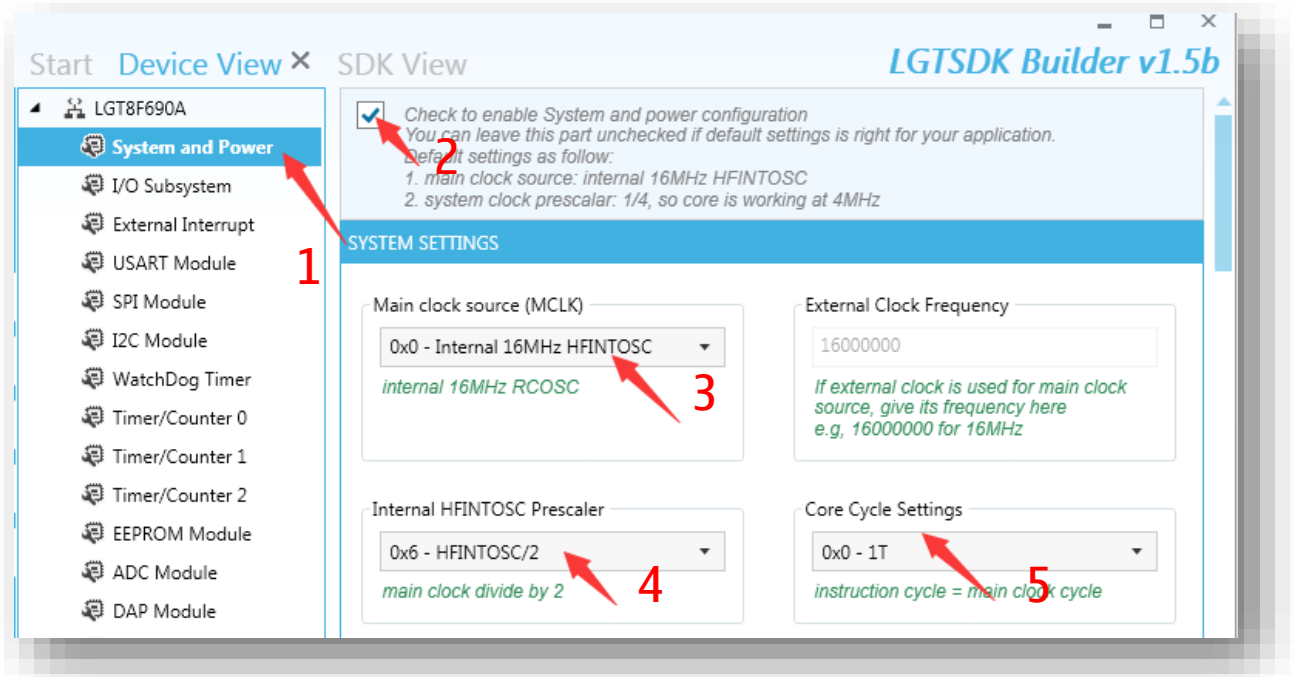 Start Device View × SDK View
LGTSDK Builder v1.5b
LGT8F690A
System and Power
I/O Subsystem
External Interrupt
USART Module
SPI Module
I2C Module
WatchDog Timer
Timer/Counter 0
Timer/Counter 1
Timer/Counter 2
EEPROM Module
ADC Module
DAP Module
1
Check to enable System and power configuration
You can leave this part unchecked if default settings is right for your application.
Default settings as follow:
1. main clock source: internal 16MHz HFINTOSC
2. system clock prescalar: 1/4, so core is working at 4MHz
2
SYSTEM SETTINGS
Main clock source (MCLK)
0x0 - Internal 16MHz HFINTOSC
internal 16MHz RCOSC
3
External Clock Frequency
16000000
If external clock is used for main clock
source, give its frequency here
e.g, 16000000 for 16MHz
Internal HFINTOSC Prescaler
0x6 - HFINTOSC/2
main clock divide by 2
4
Core Cycle Settings
0x0 - 1T
instruction cycle = main clock cycle
5